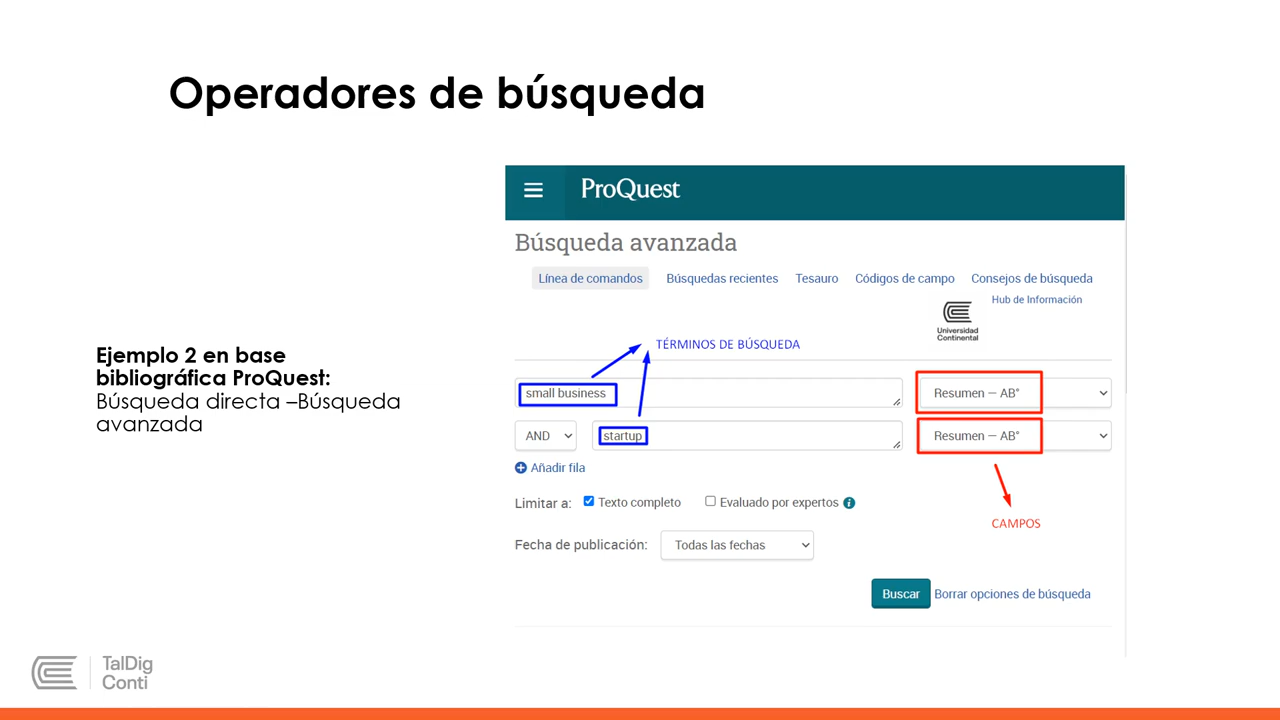 Operadores de búsqueda
ProQuest
Búsqueda avanzada
Línea de comandos Búsquedas recientes Tesauro Códigos de campo Consejos de búsqueda
Hub de Información
Universidad
Continental
Ejemplo 2 en base
bibliográfica ProQuest:
Búsqueda directa –Búsqueda
avanzada
TÉRMINOS DE BÚSQUEDA
small business Resumen — AB*
AND startup Resumen — AB*
Añadir fila
Limitar a: Texto completo Evaluado por expertos
CAMPOS
Fecha de publicación: Todas las fechas
Buscar Borrar opciones de búsqueda
TalDig
Conti